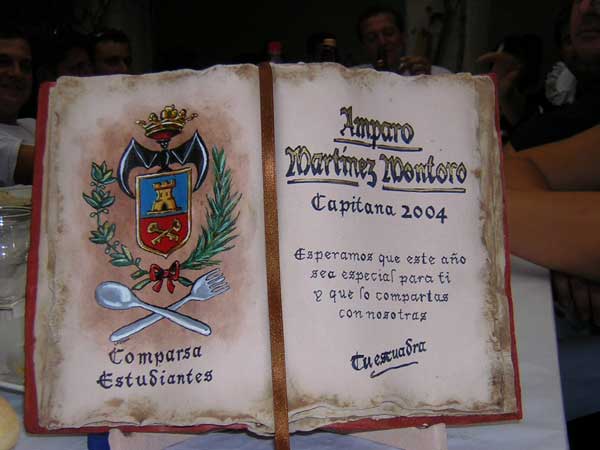 Comparsa
Estudiantes
Amparo
Martínez Montoro
Capitana 2004
Esperamos que este año
sea especial para ti
y que lo compartas
con nosotras
Tu escuadra